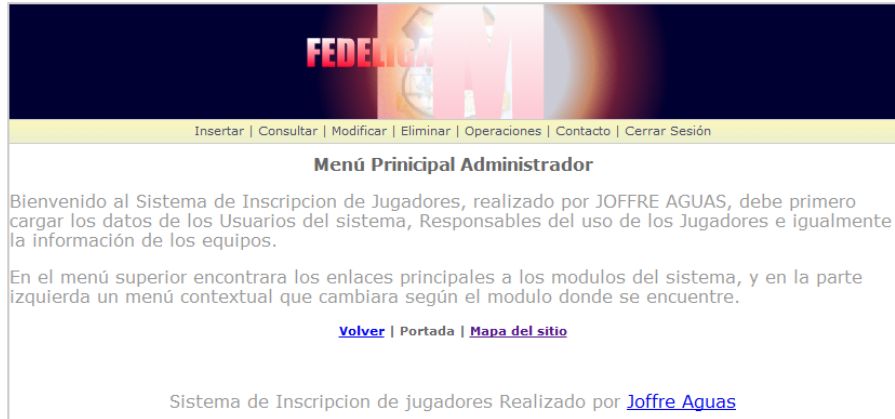 FEDELIGA
M
Insertar | Consultar | Modificar | Eliminar | Operaciones | Contacto | Cerrar Sesión
Menú Prinicipal Administrador
Bienvenido al Sistema de Inscripcion de Jugadores, realizado por JOFFRE AGUAS, debe primero
cargar los datos de los Usuarios del sistema, Responsables del uso de los Jugadores e igualmente
la información de los equipos.
En el menú superior encontrara los enlaces principales a los modulos del sistema, y en la parte
izquierda un menú contextual que cambiara según el modulo donde se encuentre.
Volver | Portada | Mapa del sitio
Sistema de Inscripcion de jugadores Realizado por Joffre Aguas